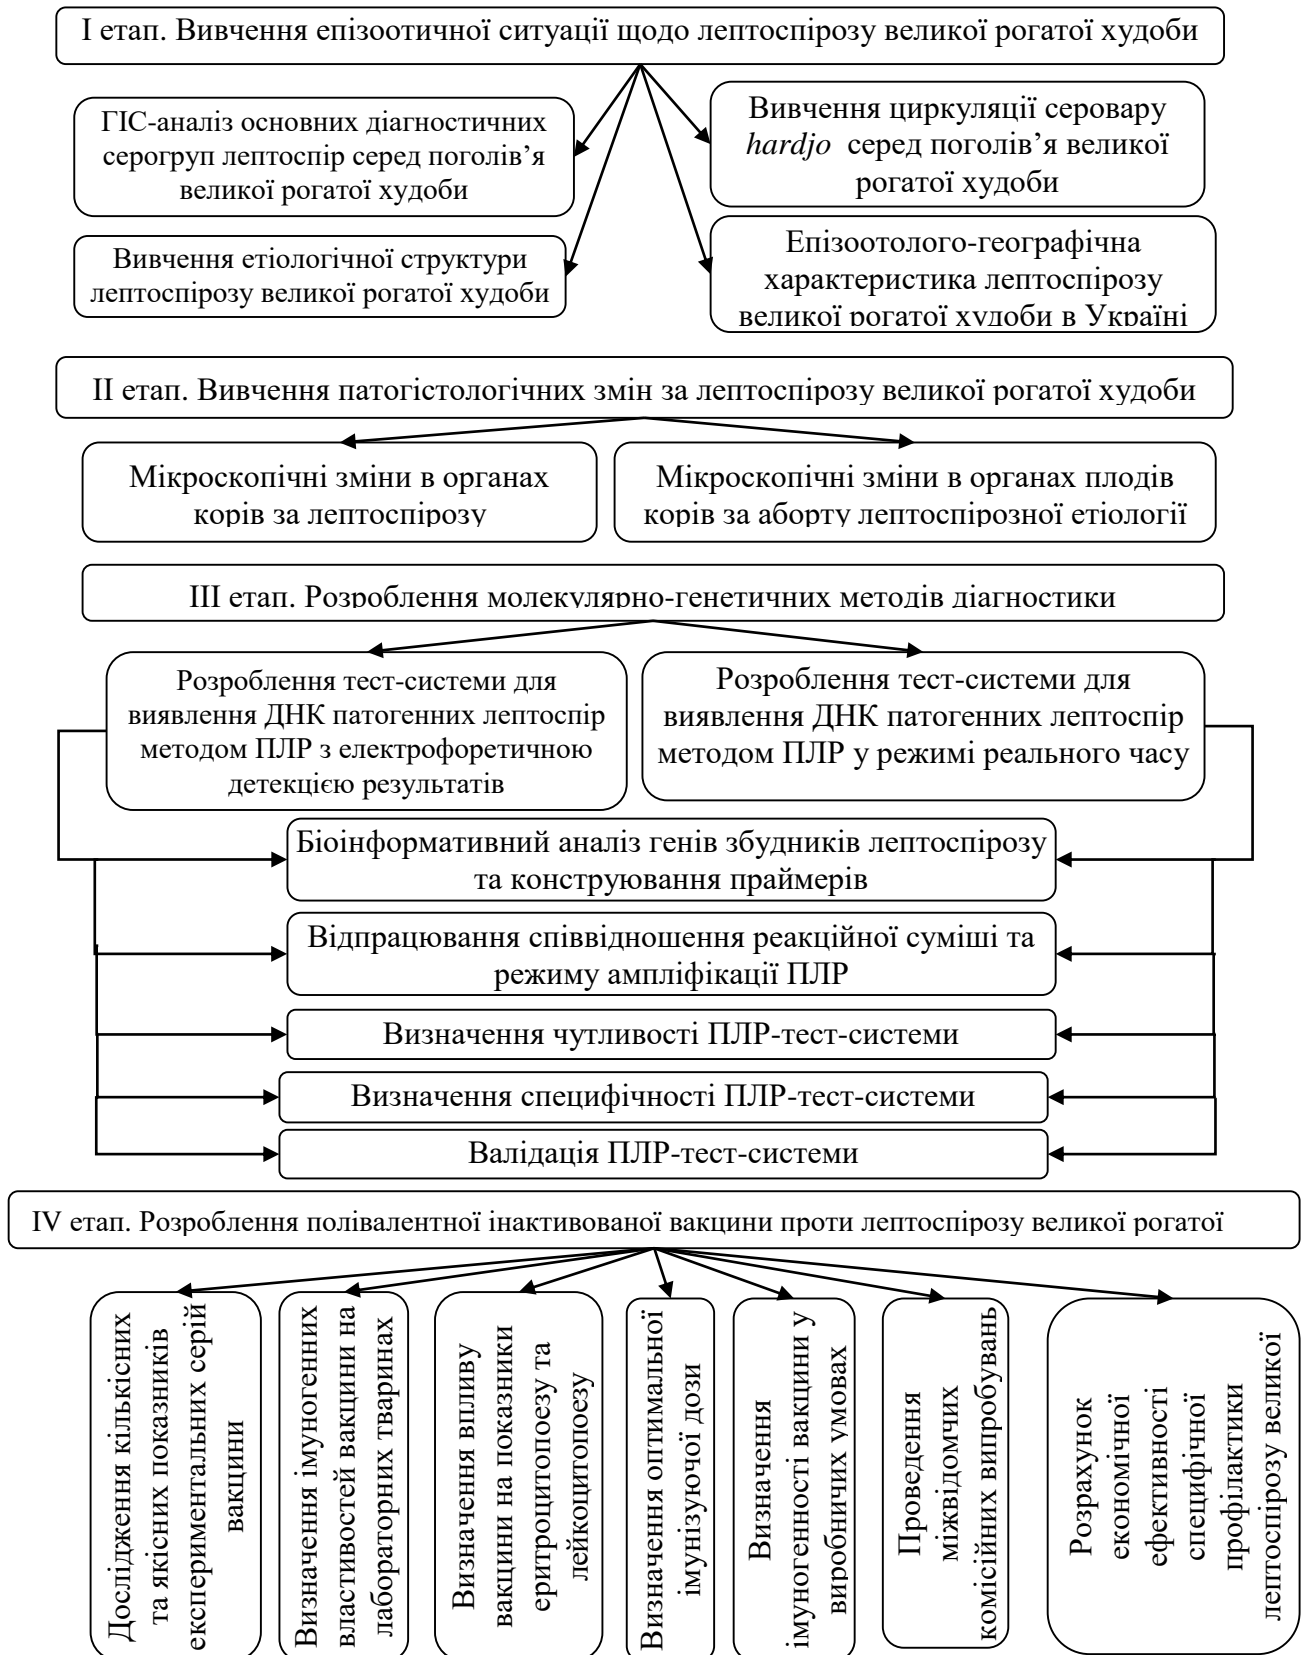 І етап. Вивчення епізоотичної ситуації щодо лептоспірозу великої рогатої худоби
ГІС-аналіз основних діагностичних
серогруп лептоспір серед поголів’я
великої рогатої худоби
Вивчення циркуляції серовару
hardjo серед поголів’я великої
рогатої худоби
Вивчення етіологічної структури
лептоспірозу великої рогатої худоби
Епізоотолого-географічна
характеристика лептоспірозу
великої рогатої худоби в Україні
ІІ етап. Вивчення патогістологічних змін за лептоспірозу великої рогатої худоби
Мікроскопічні зміни в органах
корів за лептоспірозу
Мікроскопічні зміни в органах плодів
корів за аборту лептоспірозної етіології
ІІІ етап. Розроблення молекулярно-генетичних методів діагностики
Розроблення тест-системи для
виявлення ДНК патогенних лептоспір
методом ПЛР з електрофоретичною
детекцією результатів
Розроблення тест-системи для
виявлення ДНК патогенних лептоспір
методом ПЛР у режимі реального часу
Біоінформативний аналіз генів збудників лептоспірозу
та конструювання праймерів
Відпрацювання співвідношення реакційної суміші та
режиму ампліфікації ПЛР
Визначення чутливості ПЛР-тест-системи
Визначення специфічності ПЛР-тест-системи
Валідація ПЛР-тест-системи
IV етап. Розроблення полівалентної інактивованої вакцини проти лептоспірозу великої рогатої
Дослідження кількісних
та якісних показників
експериментальних серій
вакцини
Визначення імуногенних
властивостей вакцини на
лабораторних тваринах
Визначення впливу
вакцини на показники
еритроцитопоезу та
лейкоцитопоезу
Визначення оптимальної
імунізуючої дози
Визначення
імуногенності вакцини у
виробничих умовах
Проведення
міжвідомчих
комісійних випробувань
Розрахунок
економічної
ефективності
специфічної
профілактики
лептоспірозу великої